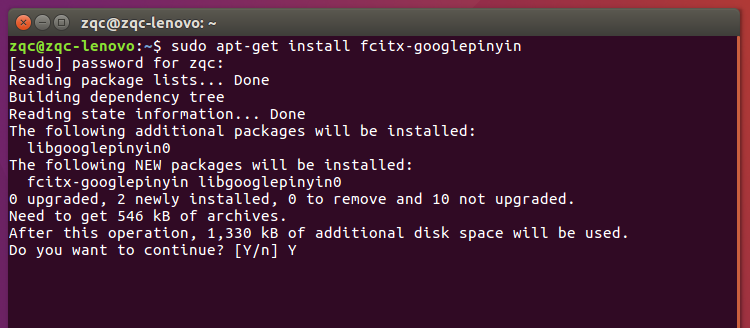 zqc@zqc-lenovo: ~
zqc@zqc-lenovo:~$ sudo apt-get install fcitx-googlepinyin
[sudo] password for zqc:
Reading package lists... Done
Building dependency tree
Reading state information... Done
The following additional packages will be installed:
  libgooglepinyin0
The following NEW packages will be installed:
  fcitx-googlepinyin libgooglepinyin0
0 upgraded, 2 newly installed, 0 to remove and 10 not upgraded.
Need to get 546 kB of archives.
After this operation, 1,330 kB of additional disk space will be used.
Do you want to continue? [Y/n] Y